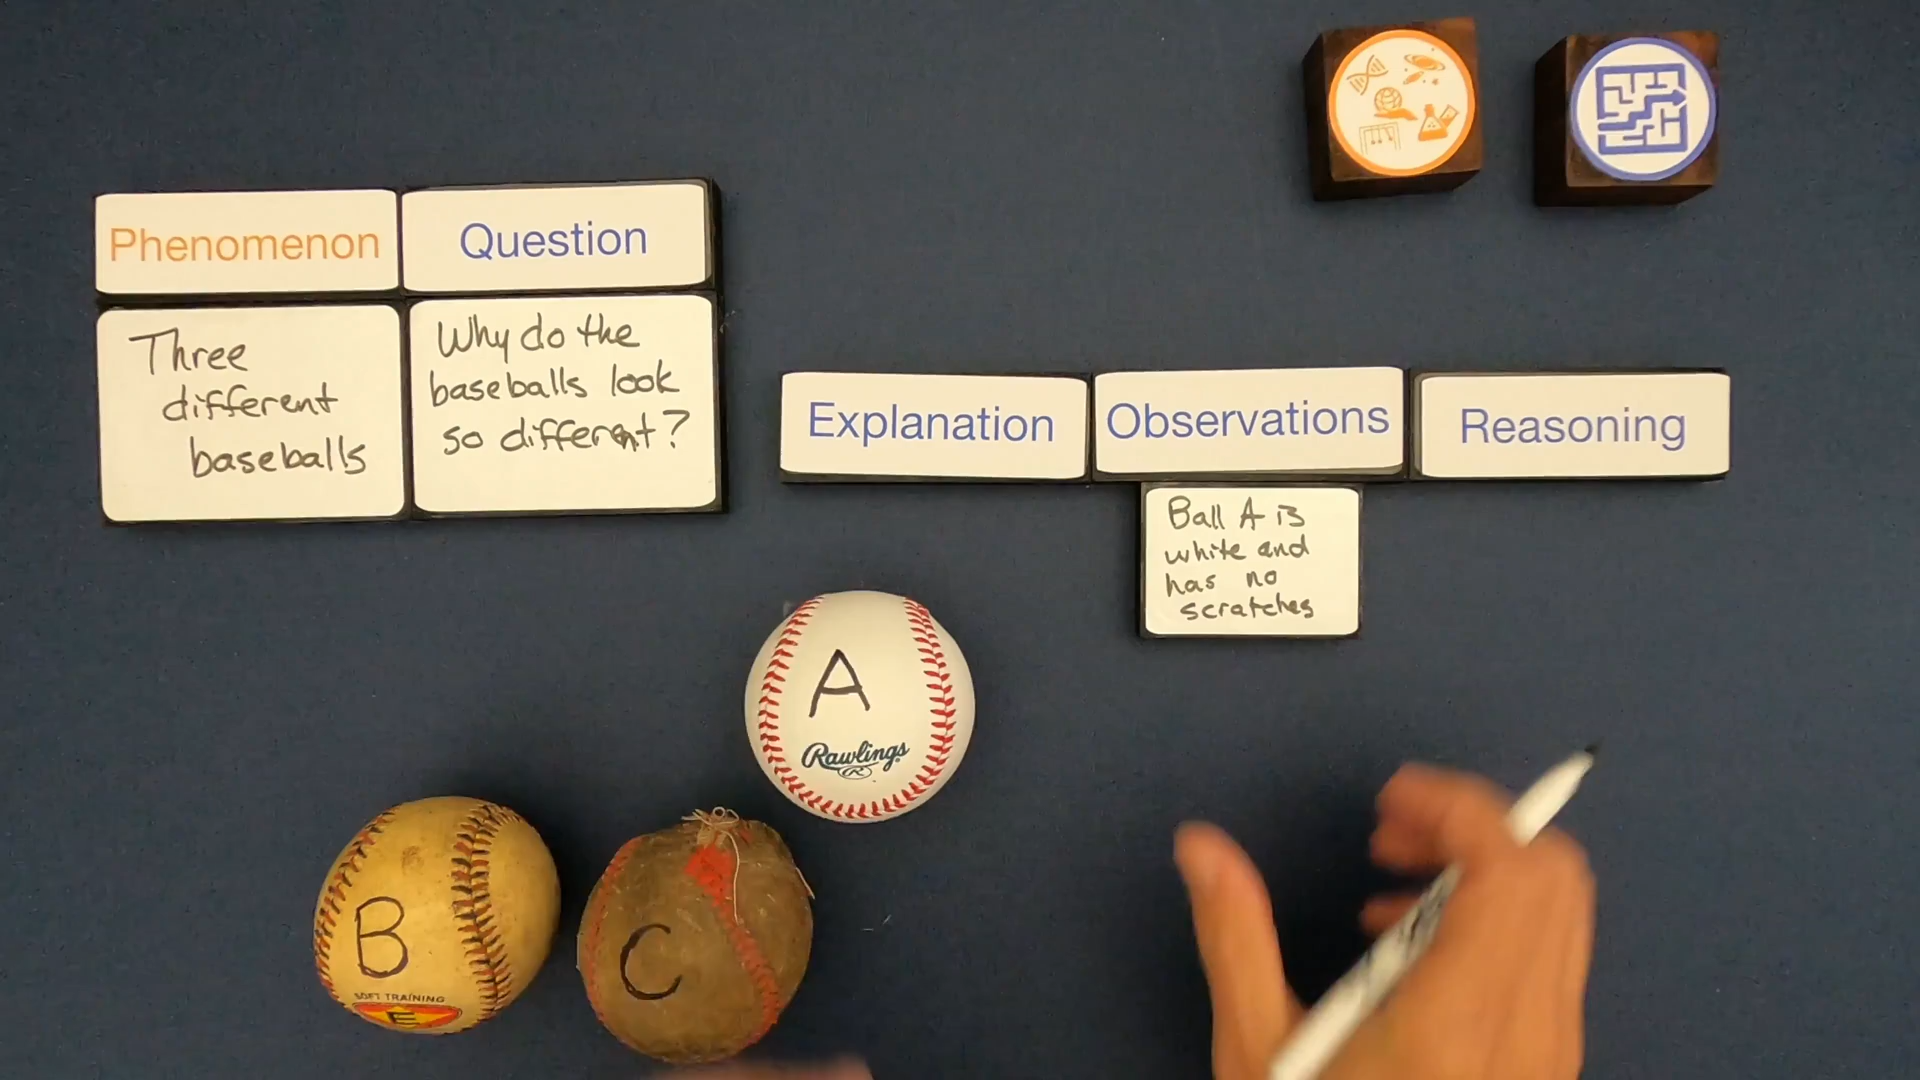 Phenomenon
Question
Three
different
baseballs
Why do the
baseballs look
so different?
Explanation
Observations
Reasoning
Ball A is
white and
has no
scratches
A
Rawlings
R
B
SOFT TRAINING
E
C